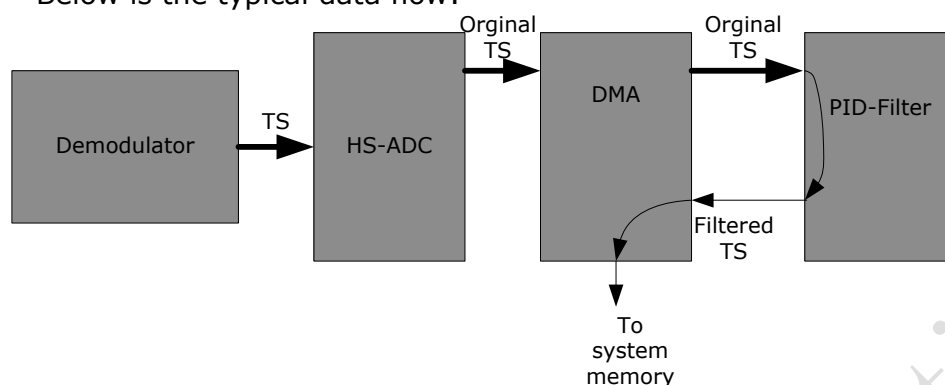 Below is the typical data flow:
Orginal
TS
Orginal
TS
DMA
PID-Filter
TS
Demodulator
HS-ADC
Filtered
TS
To
system
memory